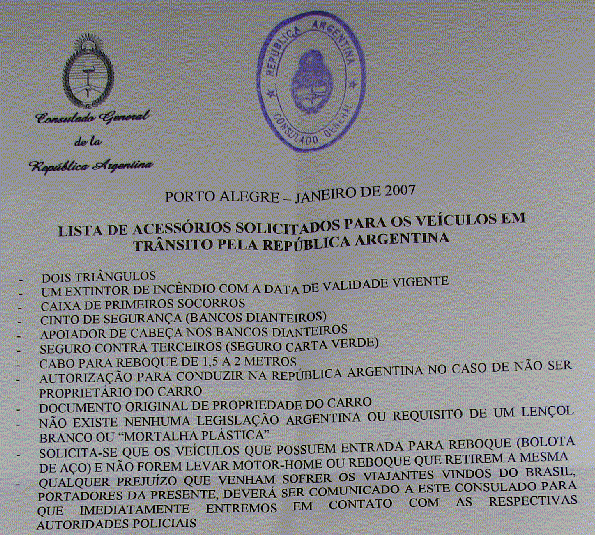 Consulado General
de la
República Argentina
REPÚBLICA ARGENTINA
CONSULADO GENERAL
PORTO ALEGRE – JANEIRO DE 2007
LISTA DE ACESSÓRIOS SOLICITADOS PARA OS VEÍCULOS EM
TRÂNSITO PELA REPÚBLICA ARGENTINA
- DOIS TRIÂNGULOS
- UM EXTINTOR DE INCÊNDIO COM A DATA DE VALIDADE VIGENTE
- CAIXA DE PRIMEIROS SOCORROS
- CINTO DE SEGURANÇA (BANCOS DIANTEIROS)
- APOIADOR DE CABEÇA NOS BANCOS DIANTEIROS
- SEGURO CONTRA TERCEIROS (SEGURO CARTA VERDE)
- CABO PARA REBOQUE DE 1,5 A 2 METROS
- AUTORIZAÇÃO PARA CONDUZIR NA REPÚBLICA ARGENTINA NO CASO DE NÃO SER
PROPRIETÁRIO DO CARRO
- DOCUMENTO ORIGINAL DE PROPRIEDADE DO CARRO
- NÃO EXISTE NENHUMA LEGISLAÇÃO ARGENTINA OU REQUISITO DE UM LENÇOL
BRANCO OU “MORTALHA PLÁSTICA”
- SOLICITA-SE QUE OS VEÍCULOS QUE POSSUEM ENTRADA PARA REBOQUE (BOLOTA
DE AÇO) E NÃO FOREM LEVAR MOTOR-HOME OU REBOQUE QUE RETIREM A MESMA
- QUALQUER PREJUÍZO QUE VENHAM SOFRER OS VIAJANTES VINDOS DO BRASIL,
PORTADORES DA PRESENTE, DEVERÁ SER COMUNICADO A ESTE CONSULADO PARA
QUE IMEDIATAMENTE ENTREMOS EM CONTATO COM AS RESPECTIVAS
AUTORIDADES POLICIAIS